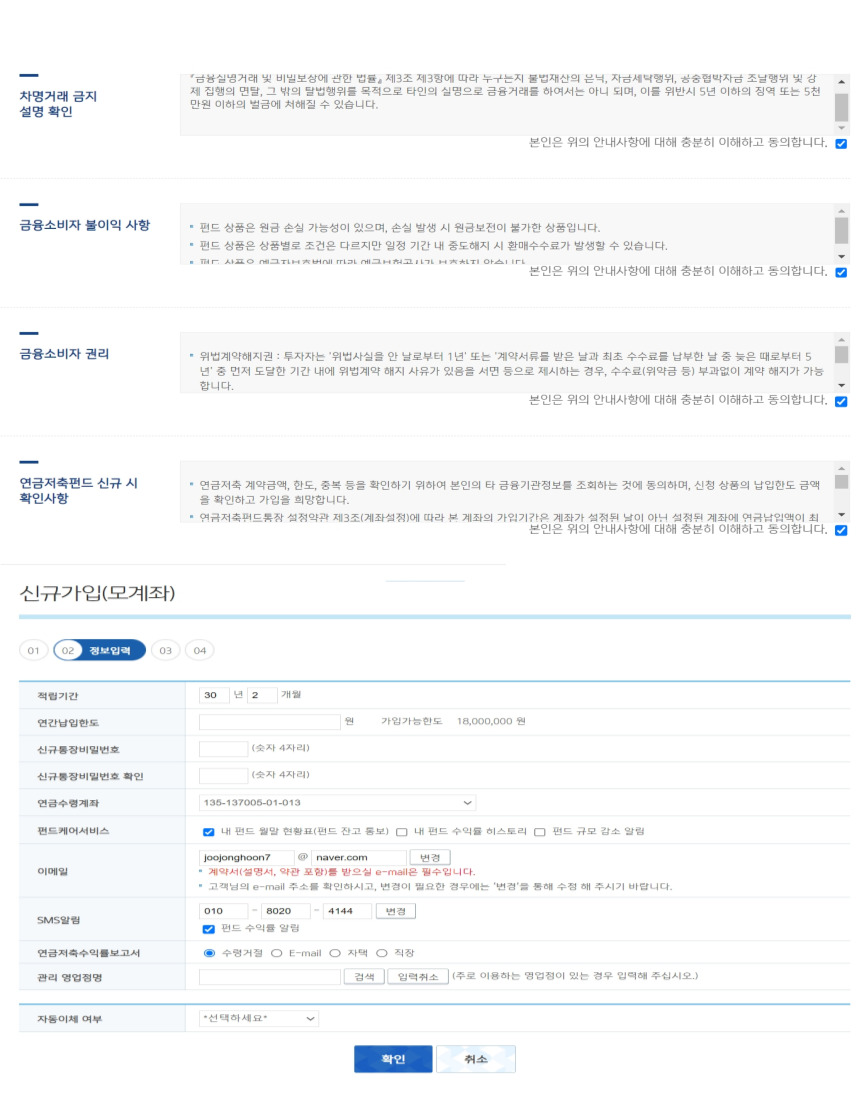 『금융실명거래 및 비밀보장에 관한 법률』 제3조 제3항에 따라 누구든지 불법재산의 은닉, 자금세탁행위, 공중협박자금 조달행위 및 강
차명거래 금지
제 집행의 면탈, 그 밖의 탈법행위를 목적으로 타인의 실명으로 금융거래를 하여서는 아니 되며, 이를 위반시 5년 이하의 징역 또는 5천
설명 확인
만원 이하의 벌금에 처해질 수 있습니다.
본인은 위의 안내사항에 대해 충분히 이해하고 동의합니다.
금융소비자 불이익 사항
펀드 상품은 원금 손실 가능성이 있으며, 손실 발생 시 원금보전이 불가한 상품입니다.
펀드 상품은 상품별로 조건은 다르지만 일정 기간 내 중도해지 시 환매수수료가 발생할 수 있습니다.
펀드 상품은 예금자보호법에 따라 예금보험공사가 보호하지 않습니다.
본인은 위의 안내사항에 대해 충분히 이해하고 동의합니다.
금융소비자 권리
위법계약해지권 : 투자자는 '위법사실을 안 날로부터 1년' 또는 '계약서류를 받은 날과 최초 수수료를 납부한 날 중 늦은 때로부터 5
년' 중 먼저 도달한 기간 내에 위법계약 해지 사유가 있음을 서면 등으로 제시하는 경우, 수수료(위약금 등) 부과없이 계약 해지가 가능
합니다.
본인은 위의 안내사항에 대해 충분히 이해하고 동의합니다.
연금저축펀드 신규 시
확인사항
연금저축 계약금액, 한도, 중복 등을 확인하기 위하여 본인의 타 금융기관정보를 조회하는 것에 동의하며, 신청 상품의 납입한도 금액
을 확인하고 가입을 희망합니다.
연금저축펀드통장 설정약관 제3조(계좌설정)에 따라 본 계좌의 가입기간은 계좌가 설정된 날이 아닌 설정된 계좌에 연금납입액이 최
본인은 위의 안내사항에 대해 충분히 이해하고 동의합니다.
신규가입(모계좌)
01 02 정보입력 03 04
적립기간 30 년 2 개월
연간납입한도 원 가입가능한도 18,000,000 원
신규통장비밀번호 (숫자 4자리)
신규통장비밀번호 확인 (숫자 4자리)
연금수령계좌 135-137005-01-013
펀드케어서비스 내 펀드 월말 현황표(펀드 잔고 통보) 내 펀드 수익률 히스토리 펀드 규모 감소 알림
이메일 joojonghoon7 @ naver.com 변경
계약서(설명서, 약관 포함)를 받으실 e-mail은 필수입니다.
고객님의 e-mail 주소를 확인하시고, 변경이 필요한 경우에는 '변경'을 통해 수정 해 주시기 바랍니다.
SMS알림 010 - 8020 - 4144 변경
펀드 수익률 알림
연금저축수익률보고서 수령거절 E-mail 자택 직장
관리 영업점명 검색 입력취소 (주로 이용하는 영업점이 있는 경우 입력해 주십시오.)
자동이체 여부 *선택하세요*
확인 취소